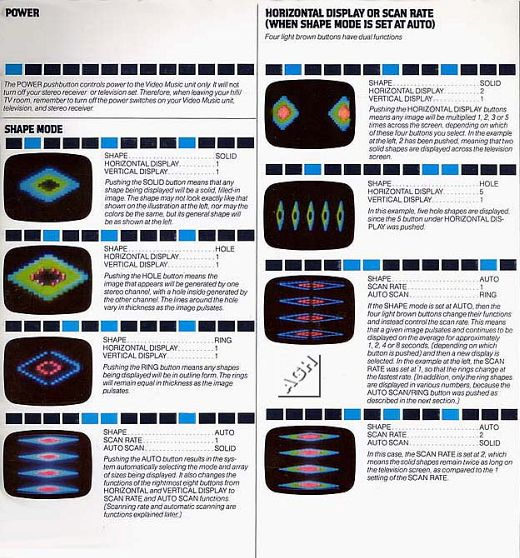 POWER
The POWER pushbutton controls power to the Video Music unit only. It will not
turn off your stereo receiver or television set. Therefore, when leaving your hifi/
TV room, remember to turn off the power switches on your Video Music unit,
television, and stereo receiver.
SHAPE MODE
SHAPE....................SOLID
HORIZONTAL DISPLAY.........1
VERTICAL DISPLAY...........1
Pushing the SOLID button means that any
shape being displayed will be a solid, filled-in
image. The shape may not look exactly like that
shown on the illustration at the left, nor may the
colors be the same, but its general shape will
be as shown at the left.
SHAPE....................HOLE
HORIZONTAL DISPLAY.........1
VERTICAL DISPLAY...........1
Pushing the HOLE button means the
image that appears will be generated by one
stereo channel, with a hole inside generated by
the other channel. The lines around the hole
vary in thickness as the image pulsates.
SHAPE....................RING
HORIZONTAL DISPLAY.........1
VERTICAL DISPLAY...........1
Pushing the RING button means any shapes
being displayed will be in outline form. The rings
will remain equal in thickness as the image
pulsates.
SHAPE....................AUTO
SCAN RATE..................1
AUTO SCAN................SOLID
Pushing the AUTO button results in the sys-
tem automatically selecting the mode and array
of sizes being displayed. It also changes the
functions of the rightmost eight buttons from
HORIZONTAL and VERTICAL DISPLAY to
SCAN RATE and AUTO SCAN functions.
(Scanning rate and automatic scanning are
functions explained later.)
HORIZONTAL DISPLAY OR SCAN RATE
(WHEN SHAPE MODE IS SET AT AUTO)
Four light brown buttons have dual functions
SHAPE....................SOLID
HORIZONTAL DISPLAY.........2
VERTICAL DISPLAY...........1
Pushing the HORIZONTAL DISPLAY buttons
means any image will be multiplied 1, 2, 3 or 5
times across the screen, depending on which
of these four buttons you select. In the example
at the left, 2 has been pushed, meaning that two
solid shapes are displayed across the television
screen.
SHAPE....................HOLE
HORIZONTAL DISPLAY.........5
VERTICAL DISPLAY...........1
In this example, five hole shapes are displayed,
since the 5 button under HORIZONTAL DIS-
PLAY was pushed.
SHAPE....................AUTO
SCAN RATE..................1
AUTO SCAN................RING
If the SHAPE mode is set at AUTO, then the
four light brown buttons change their functions
and instead control the scan rate. This means
that a given image pulsates and continues to be
displayed on the average for approximately
1, 2, 4 or 8 seconds, (depending on which
button is pushed) and then a new display is
selected. In the example at the left, the SCAN
RATE was set at 1, so that the rings change at
the fastest rate. (In addition, only the ring shapes
are displayed in various numbers, because the
AUTO SCAN/RING button was pushed as
described in the next section.)
AGH
SHAPE....................AUTO
SCAN RATE..................2
AUTO SCAN................SOLID
In this case, the SCAN RATE is set at 2, which
means the solid shapes remain twice as long on
the television screen, as compared to the 1
setting of the SCAN RATE.